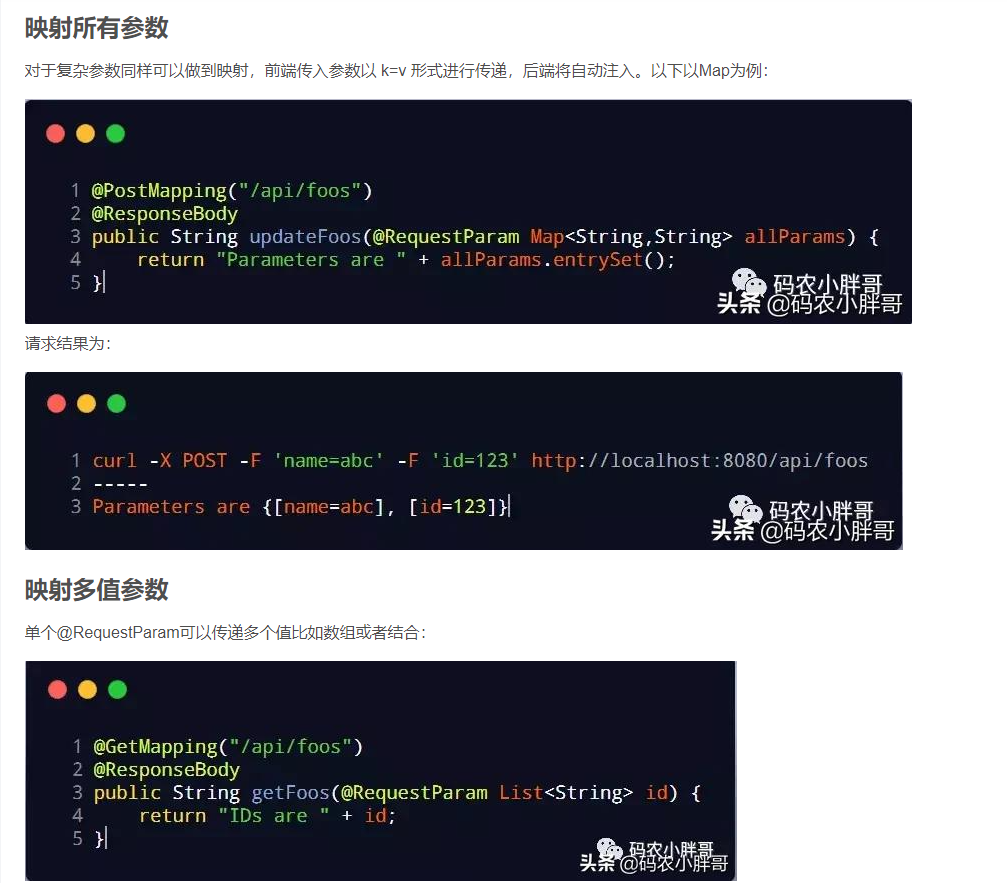 映射所有参数
对于复杂参数同样可以做到映射，前端传入参数以 k=v 形式进行传递，后端将自动注入。以下以Map为例：
1 @PostMapping("/api/foos")
2 @ResponseBody
3 public String updateFoos(@RequestParam Map<String,String> allParams) {
4     return "Parameters are " + allParams.entrySet();
5 }
码农小胖哥
头条 @码农小胖哥
请求结果为：
1 curl -X POST -F 'name=abc' -F 'id=123' http://localhost:8080/api/foos
2 -----
3 Parameters are {[name=abc], [id=123]}
码农小胖哥
头条 @码农小胖哥
映射多值参数
单个@RequestParam可以传递多个值比如数组或者结合：
1 @GetMapping("/api/foos")
2 @ResponseBody
3 public String getFoos(@RequestParam List<String> id) {
4     return "IDs are " + id;
5 }
码农小胖哥
头条 @码农小胖哥